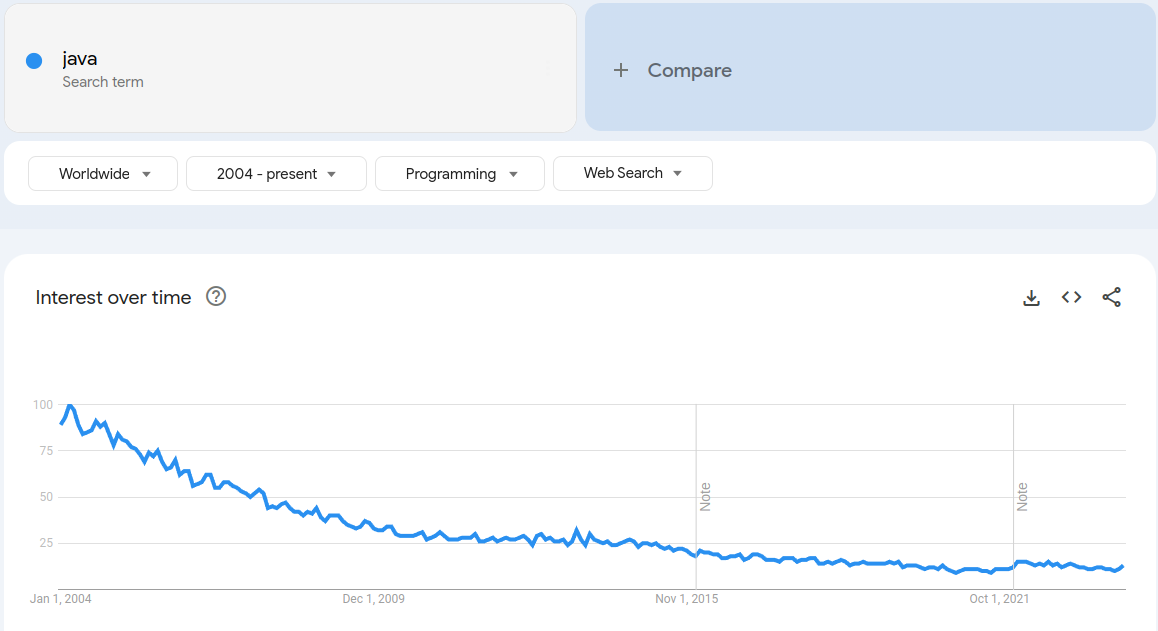 java
Search term
+ Compare
Worldwide
2004 - present
Programming
Web Search
Interest over time
100
75
50
25
Note
Note
Jan 1, 2004
Dec 1, 2009
Nov 1, 2015
Oct 1, 2021